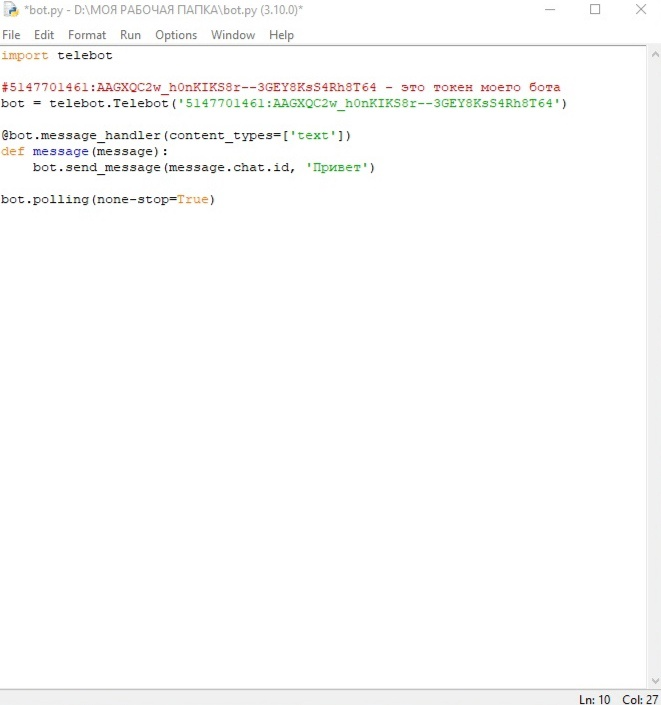 *bot.py - D:\МОЯ РАБОЧАЯ ПАПКА\bot.py (3.10.0)*
File Edit Format Run Options Window Help
import telebot
#5147701461:AAGXQC2w_h0nKIKS8r--3GEY8KsS4Rh8T64 - это токен моего бота
bot = telebot.Telebot('5147701461:AAGXQC2w_h0nKIKS8r--3GEY8KsS4Rh8T64')
@bot.message_handler(content_types=['text'])
def message(message):
    bot.send_message(message.chat.id, 'Привет')
bot.polling(none-stop=True)
Ln: 10 Col: 27